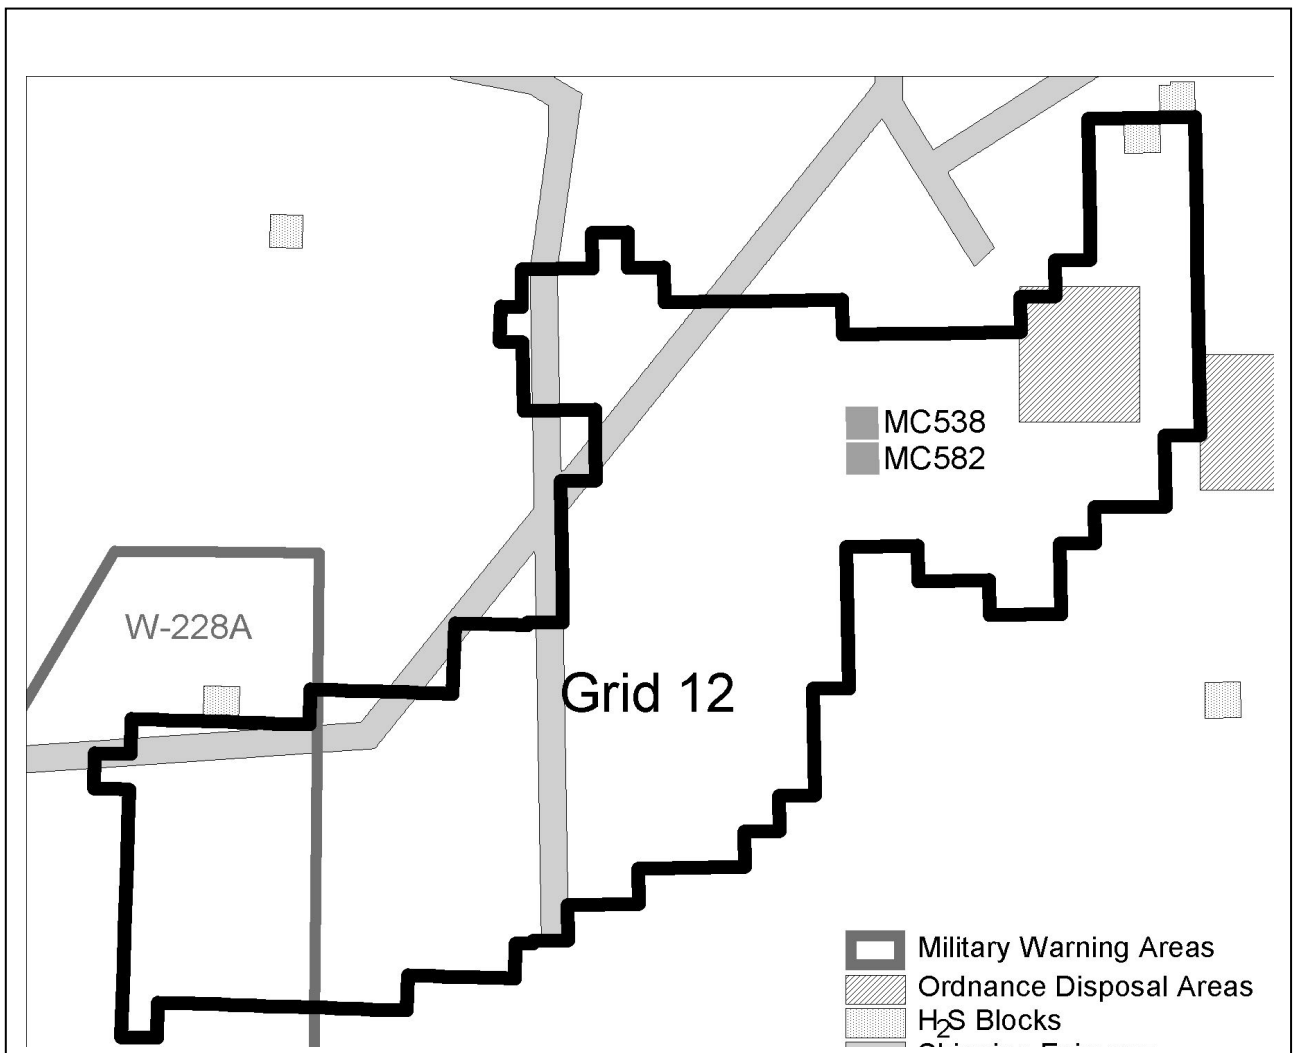 MC538
MC582
W-228A
Grid 12
Military Warning Areas
Ordnance Disposal Areas
H2S Blocks